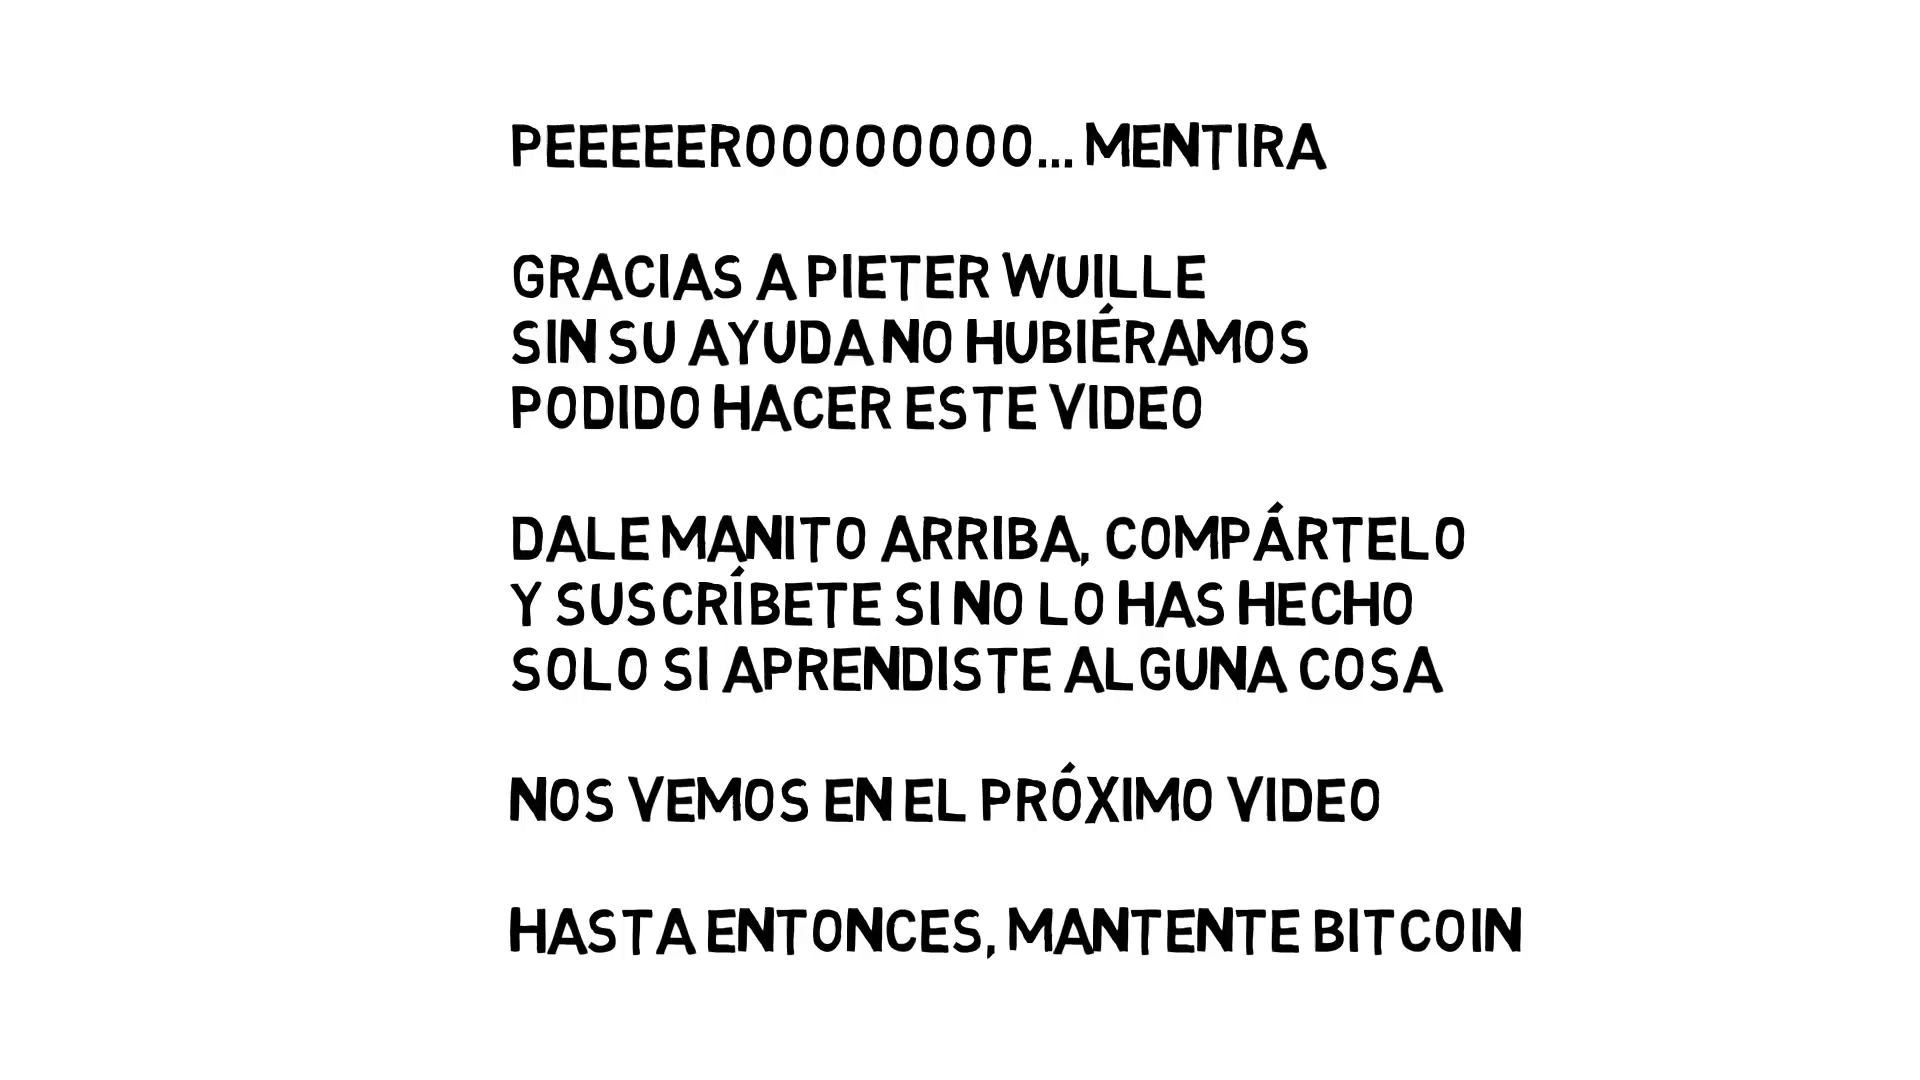 PEEEEEROOOOOOOO... MENTIRA
GRACIAS A PIETER WUILLE
SIN SU AYUDA NO HUBIÉRAMOS
PODIDO HACER ESTE VIDEO
DALE MANITO ARRIBA, COMPÁRTELO
Y SUSCRÍBETE SI NO LO HAS HECHO
SOLO SI APRENDISTE ALGUNA COSA
NOS VEMOS EN EL PRÓXIMO VIDEO
HASTA ENTONCES, MANTENTE BITCOIN